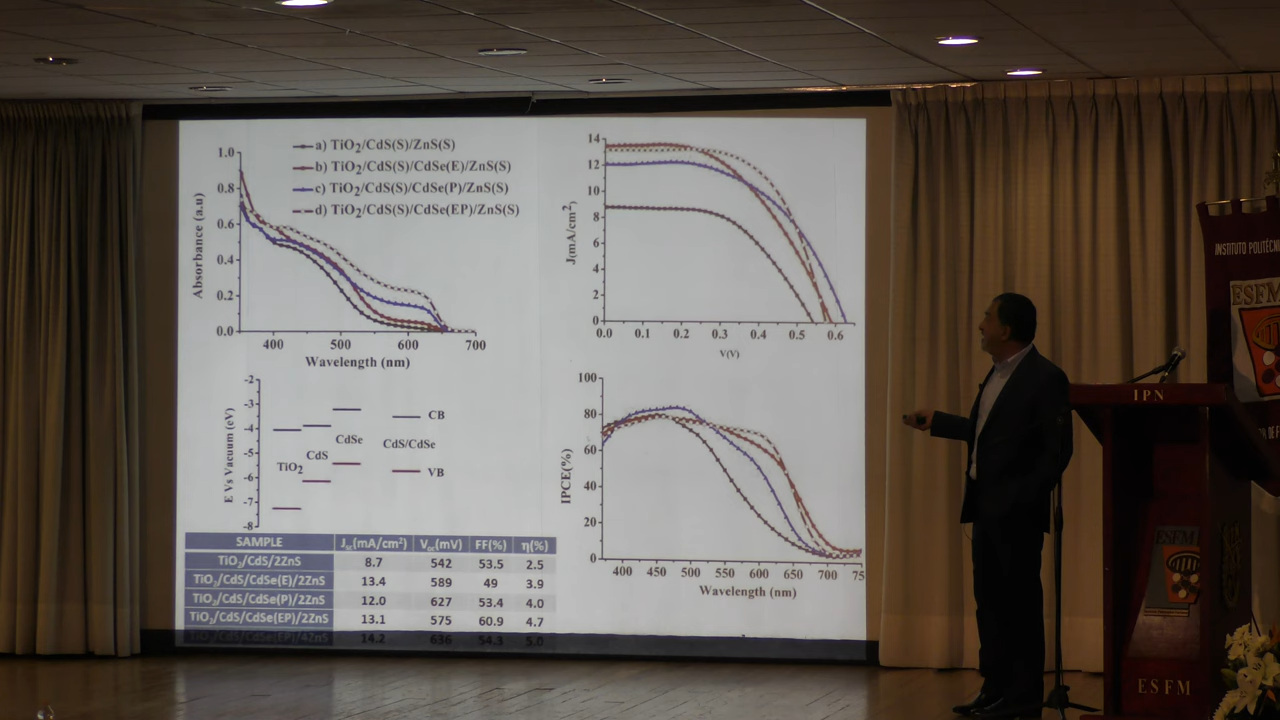 a) TiO2/CdS(S)/ZnS(S)
b) TiO2/CdS(S)/CdSe(E)/ZnS(S)
c) TiO2/CdS(S)/CdSe(P)/ZnS(S)
d) TiO2/CdS(S)/CdSe(EP)/ZnS(S)
1.0
0.8
0.6
0.4
0.2
0.0
Absorbance (a.u)
400 500 600 700
Wavelength (nm)
14
12
10
8
6
4
2
0
J(mA/cm2)
0.0 0.1 0.2 0.3 0.4 0.5 0.6
V(V)
-2
-3
-4
-5
-6
-7
-8
E Vs Vacuum (eV)
TiO2
CdS
CdSe
CdS/CdSe
CB
VB
100
80
60
40
20
0
IPCE(%)
400 450 500 550 600 650 700 75
Wavelength (nm)
SAMPLE Jsc(mA/cm2) Voc(mV) FF(%) η(%)
TiO2/CdS/2ZnS 8.7 542 53.5 2.5
TiO2/CdS/CdSe(E)/2ZnS 13.4 589 49 3.9
TiO2/CdS/CdSe(P)/2ZnS 12.0 627 53.4 4.0
TiO2/CdS/CdSe(EP)/2ZnS 13.1 575 60.9 4.7
TiO2/CdS/CdSe(EP)/4ZnS 14.2 636 54.3 5.0
INSTITUTO POLITÉCNI
ESFM
IPN
ESFM
ESFM